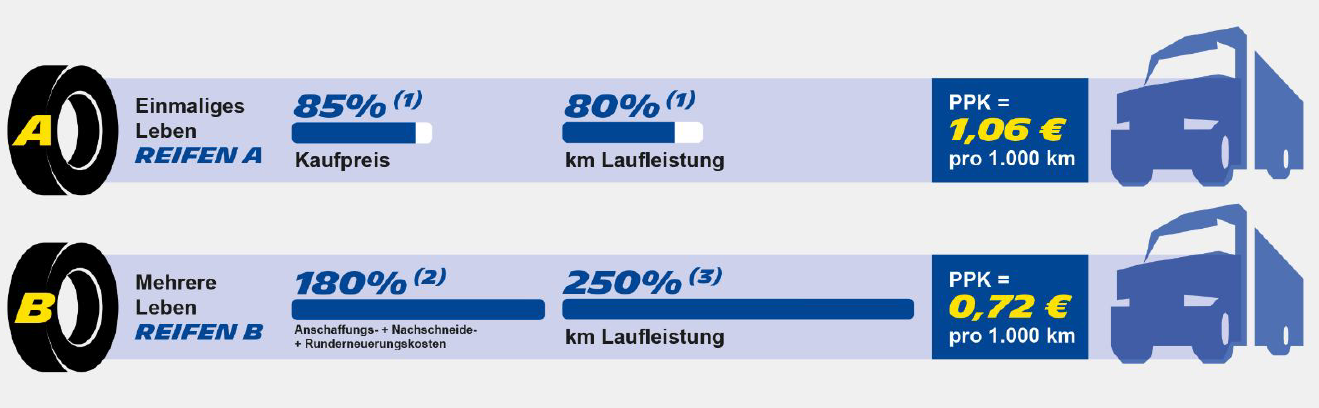 A
Einmaliges
Leben
REIFEN A
85% (1)
Kaufpreis
80% (1)
km Laufleistung
PPK =
1,06 €
pro 1.000 km
B
Mehrere
Leben
REIFEN B
180% (2)
Anschaffungs- + Nachschneide-
+ Runderneuerungskosten
250% (3)
km Laufleistung
PPK =
0,72 €
pro 1.000 km